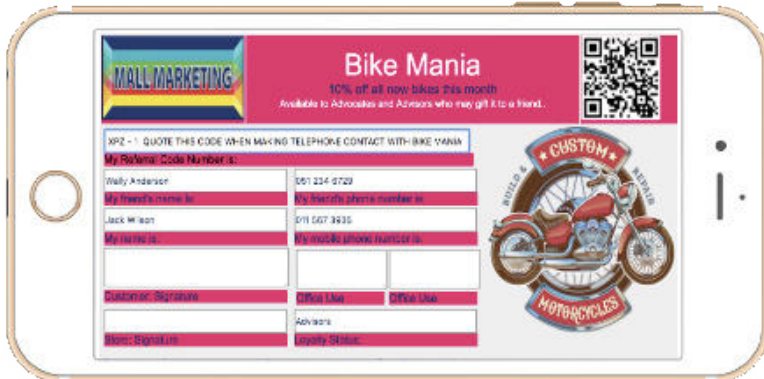 MALL MARKETING
Bike Mania
10% off all new bikes this month
Available to Advocates and Advisors who may gift it to a friend..
XPZ - 1 QUOTE THIS CODE WHEN MAKING TELEPHONE CONTACT WITH BIKE MANIA
My Referral Code Number is:
Wally Anderson 051 234 6729
My friend's name is: My friend's phone number is:
Jack Wilson 011 567 3935
My name is: My mobile phone number is:
Customer: Signature Office Use Office Use
Advisors
Store: Signature Loyalty Status:
CUSTOM
BUILD & REPAIR
MOTORCYCLES